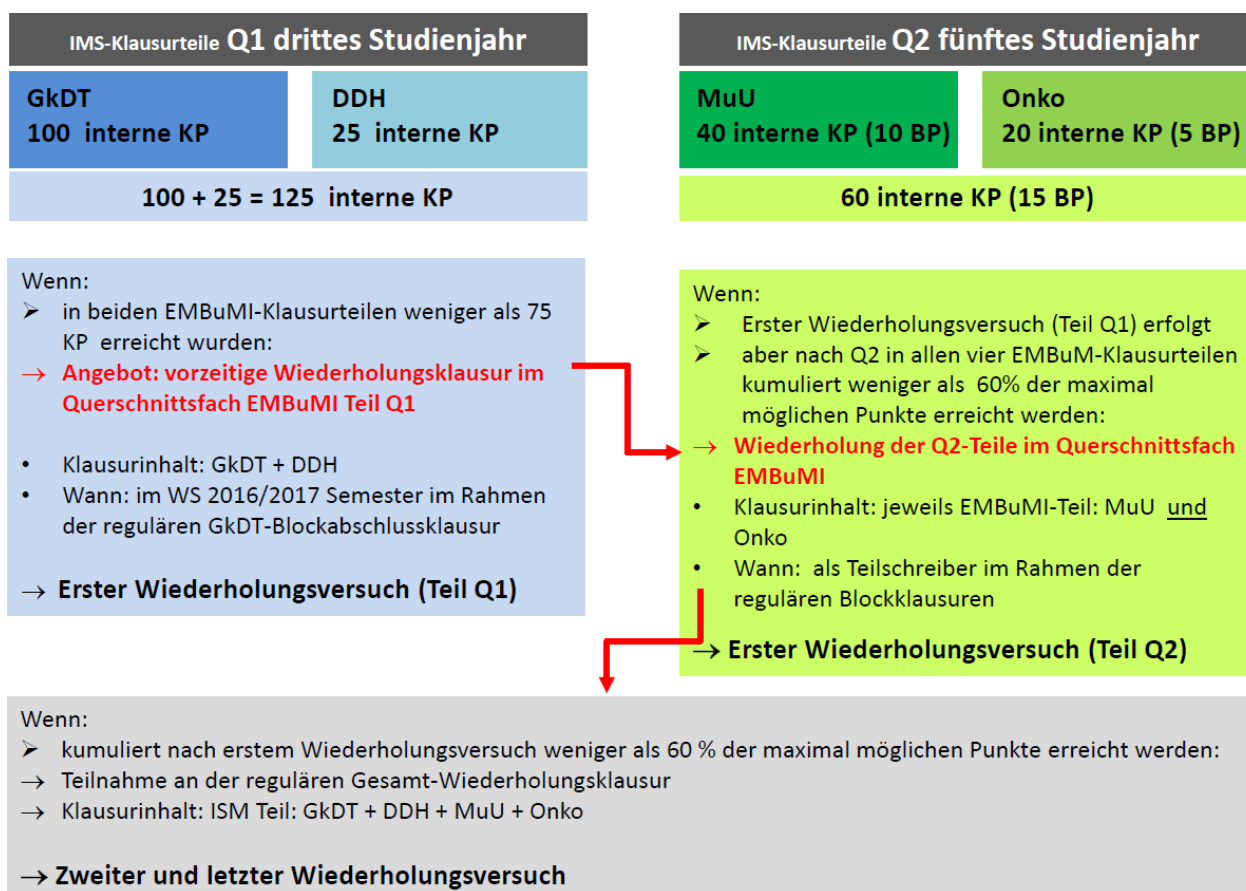 IMS-Klausurteile Q1 drittes Studienjahr
GkDT
100 interne KP
DDH
25 interne KP
100 + 25 = 125 interne KP
Wenn:
➢ in beiden EMBuMI-Klausurteilen weniger als 75
KP erreicht wurden:
→ Angebot: vorzeitige Wiederholungsklausur im
Querschnittsfach EMBuMI Teil Q1
• Klausurinhalt: GkDT + DDH
• Wann: im WS 2016/2017 Semester im Rahmen
der regulären GkDT-Blockabschlussklausur
→ Erster Wiederholungsversuch (Teil Q1)
IMS-Klausurteile Q2 fünftes Studienjahr
MuU
40 interne KP (10 BP)
Onko
20 interne KP (5 BP)
60 interne KP (15 BP)
Wenn:
➢ Erster Wiederholungsversuch (Teil Q1) erfolgt
➢ aber nach Q2 in allen vier EMBuM-Klausurteilen
kumuliert weniger als 60% der maximal
möglichen Punkte erreicht werden:
→ Wiederholung der Q2-Teile im Querschnittsfach
EMBuMI
• Klausurinhalt: jeweils EMBuMI-Teil: MuU und
Onko
• Wann: als Teilschreiber im Rahmen der
regulären Blockklausuren
→ Erster Wiederholungsversuch (Teil Q2)
Wenn:
➢ kumuliert nach erstem Wiederholungsversuch weniger als 60 % der maximal möglichen Punkte erreicht werden:
→ Teilnahme an der regulären Gesamt-Wiederholungsklausur
→ Klausurinhalt: ISM Teil: GkDT + DDH + MuU + Onko
→ Zweiter und letzter Wiederholungsversuch